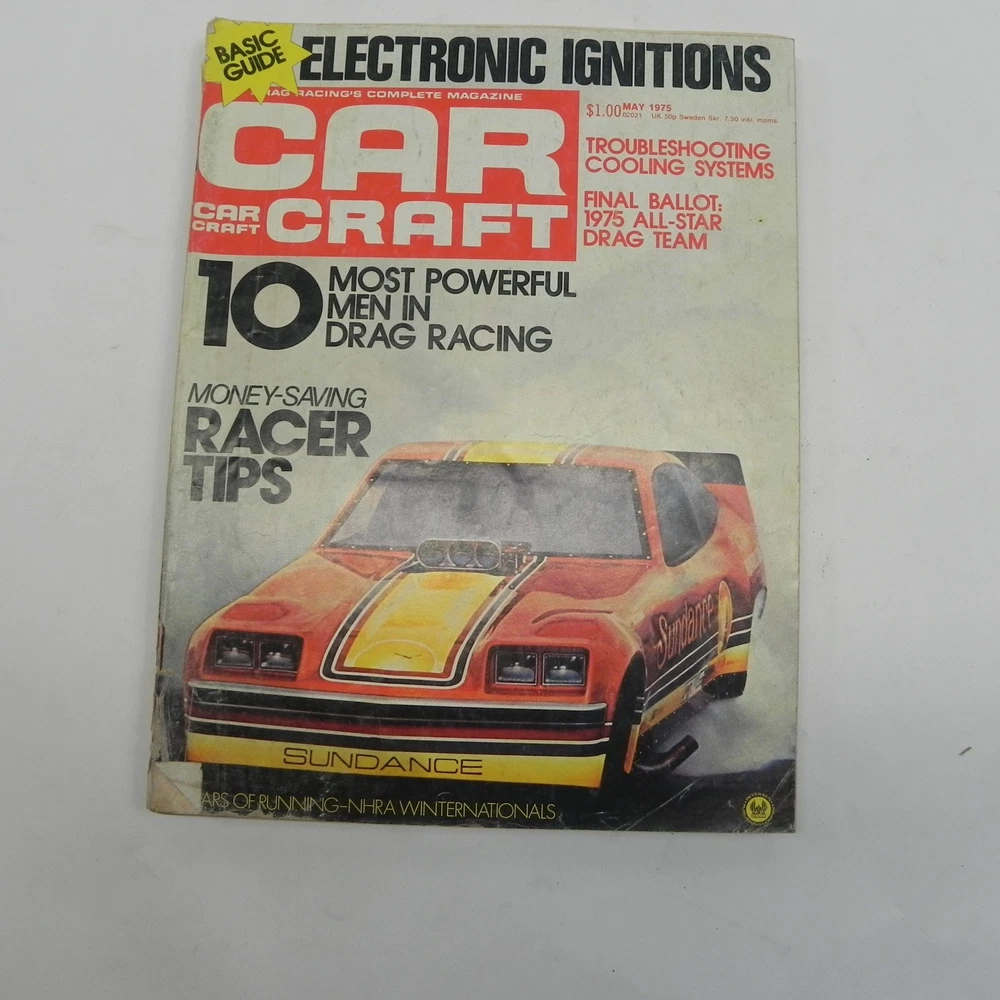 BASIC
GUIDE
ELECTRONIC IGNITIONS
RACING'S COMPLETE MAGAZINE
CAR
CRAFT
CAR
CRAFT
$1.00 MAY 1975
02021 UK 50p Sweden Skr. 7.30 inkl. moms
TROUBLESHOOTING
COOLING SYSTEMS
FINAL BALLOT:
1975 ALL-STAR
DRAG TEAM
10 MOST POWERFUL
MEN IN
DRAG RACING
MONEY-SAVING
RACER
TIPS
Sundance
SUNDANCE
ARS OF RUNNING-NHRA WINTERNATIONALS